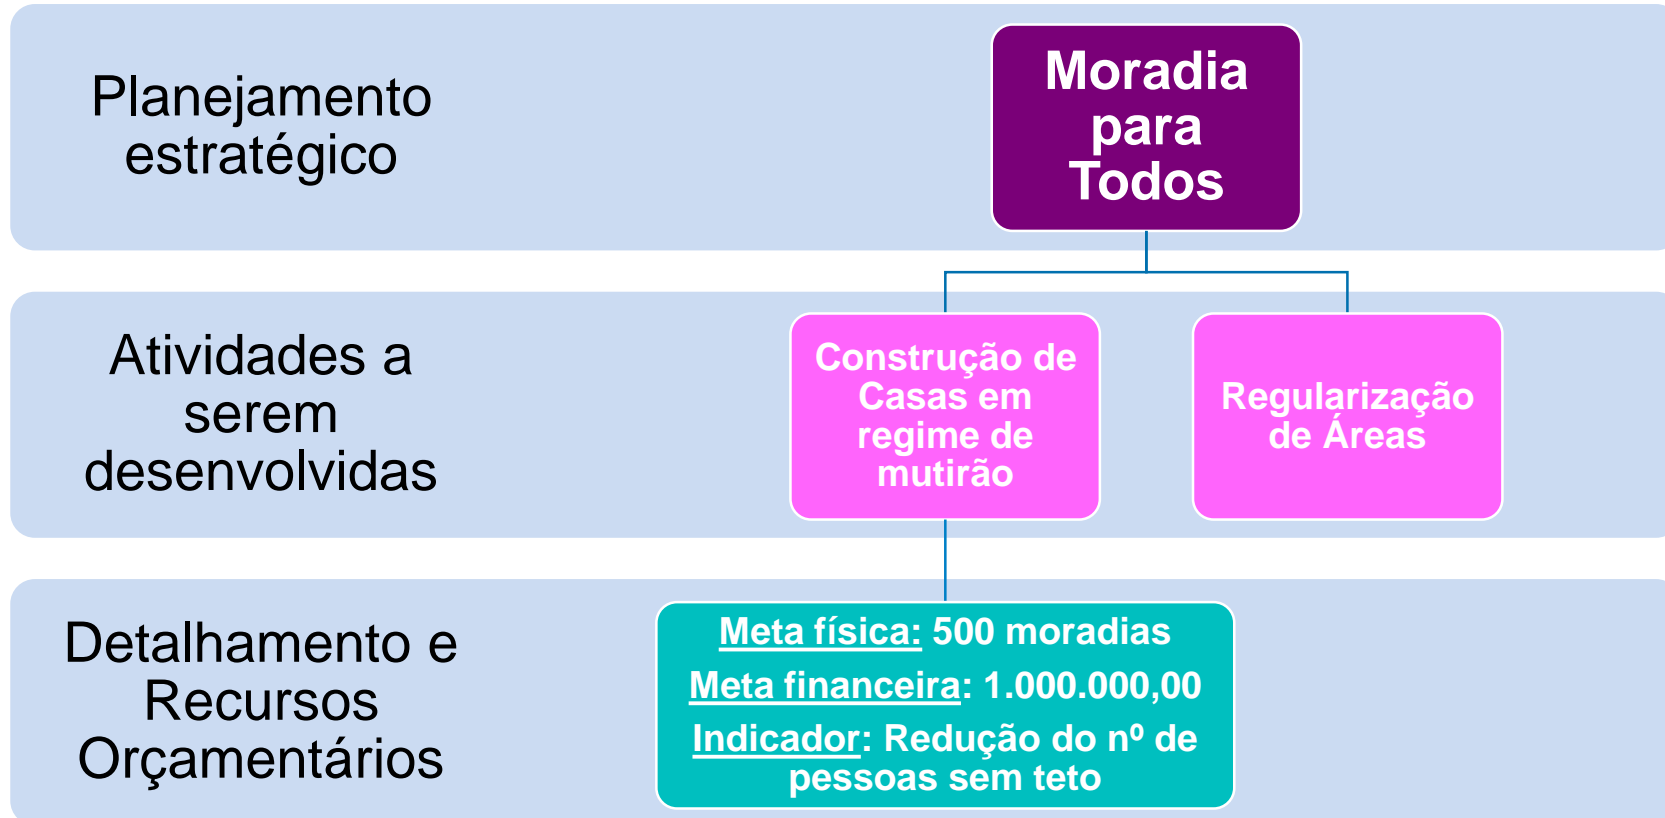 Planejamento
estratégico
Moradia
para
Todos
Atividades a
serem
desenvolvidas
Construção de
Casas em
regime de
mutirão
Regularização
de Áreas
Detalhamento e
Recursos
Orçamentários
Meta física: 500 moradias
Meta financeira: 1.000.000,00
Indicador: Redução do nº de
pessoas sem teto